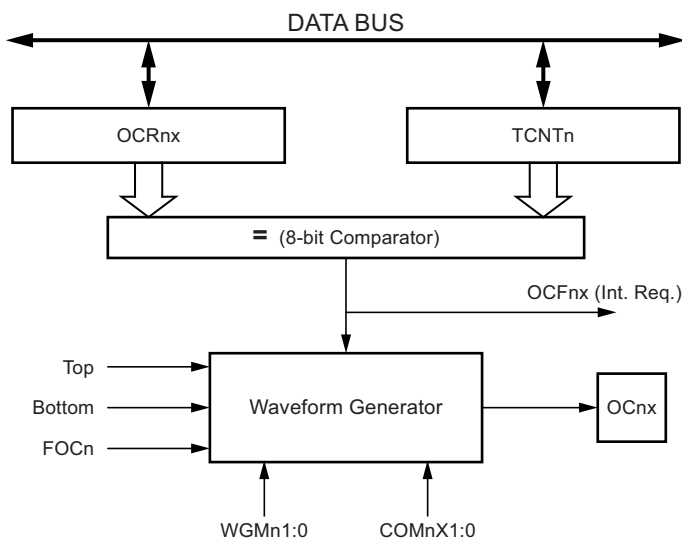 DATA BUS
OCRnx
TCNTn
= (8-bit Comparator)
OCFnx (Int. Req.)
Top
Bottom
FOCn
Waveform Generator
OCnx
WGMn1:0
COMnX1:0